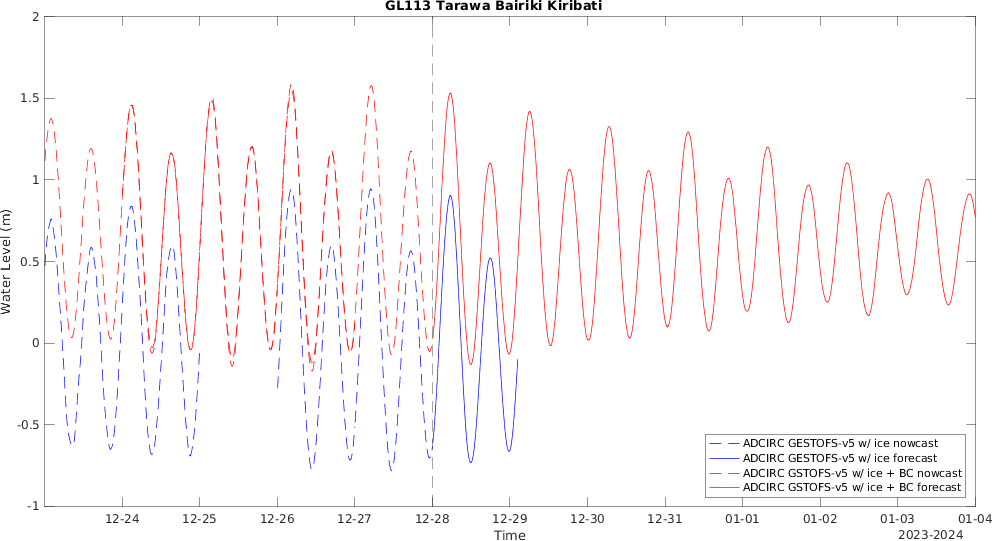 GL113 Tarawa Bairiki Kiribati
2
1.5
1
0.5
0
-0.5
-1
Water Level (m)
12-24
12-25
12-26
12-27
12-28
12-29
12-30
12-31
01-01
01-02
01-03
01-04
Time
2023-2024
ADCIRC GESTOFS-v5 w/ ice nowcast
ADCIRC GESTOFS-v5 w/ ice forecast
ADCIRC GSTOFS-v5 w/ ice + BC nowcast
ADCIRC GSTOFS-v5 w/ ice + BC forecast